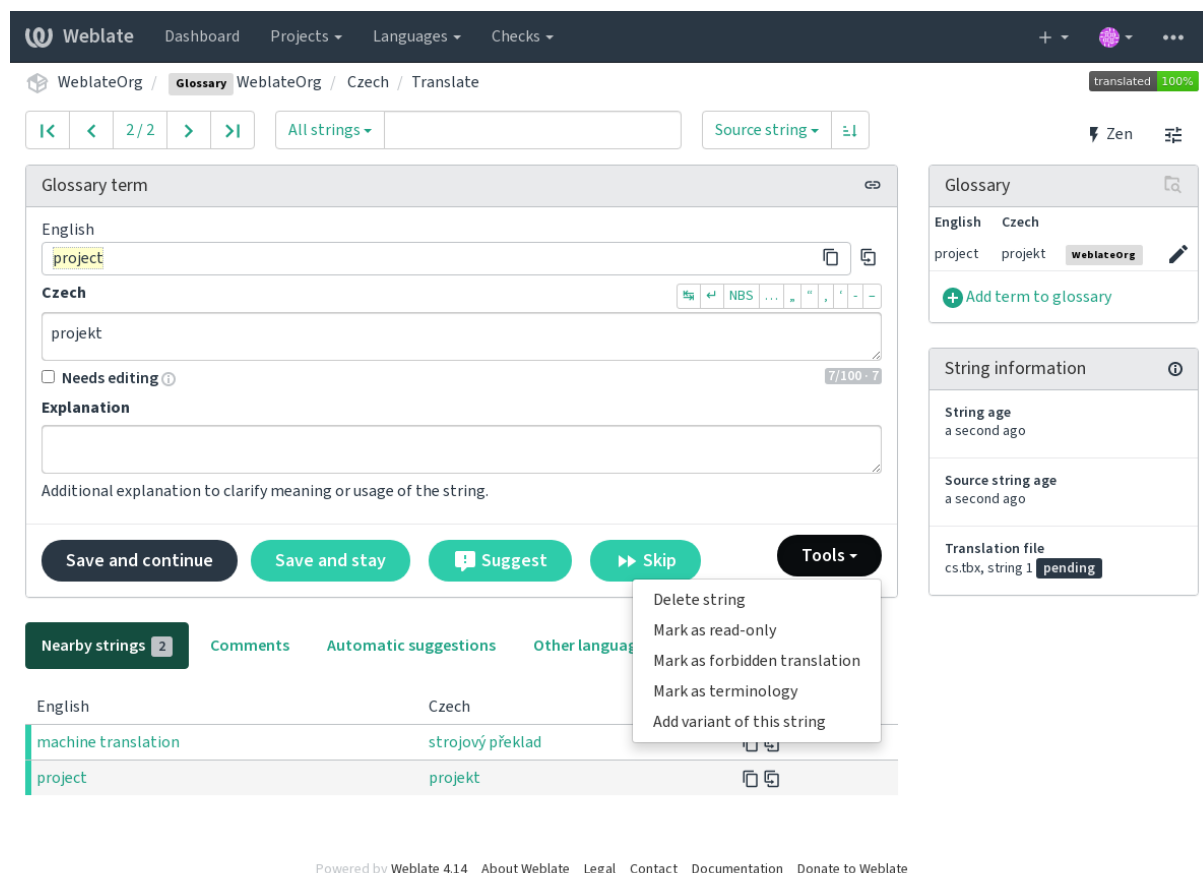 Weblate Dashboard Projects Languages Checks
WeblateOrg / Glossary WeblateOrg / Czech / Translate translated 100%
2 / 2 All strings Source string Zen
Glossary term
English
project
Czech NBS … „ “ ‚ ‘ - –
projekt
Needs editing 7/100 · 7
Explanation
Additional explanation to clarify meaning or usage of the string.
Save and continue Save and stay Suggest Skip Tools
Delete string
Mark as read-only
Mark as forbidden translation
Mark as terminology
Add variant of this string
Nearby strings 2 Comments Automatic suggestions Other
English Czech
machine translation strojový překlad
project projekt
Glossary
English Czech
project projekt WeblateOrg
Add term to glossary
String information
String age
a second ago
Source string age
a second ago
Translation file
cs.tbx, string 1 pending
Powered by Weblate 4.14 About Weblate Legal Contact Documentation Donate to Weblate